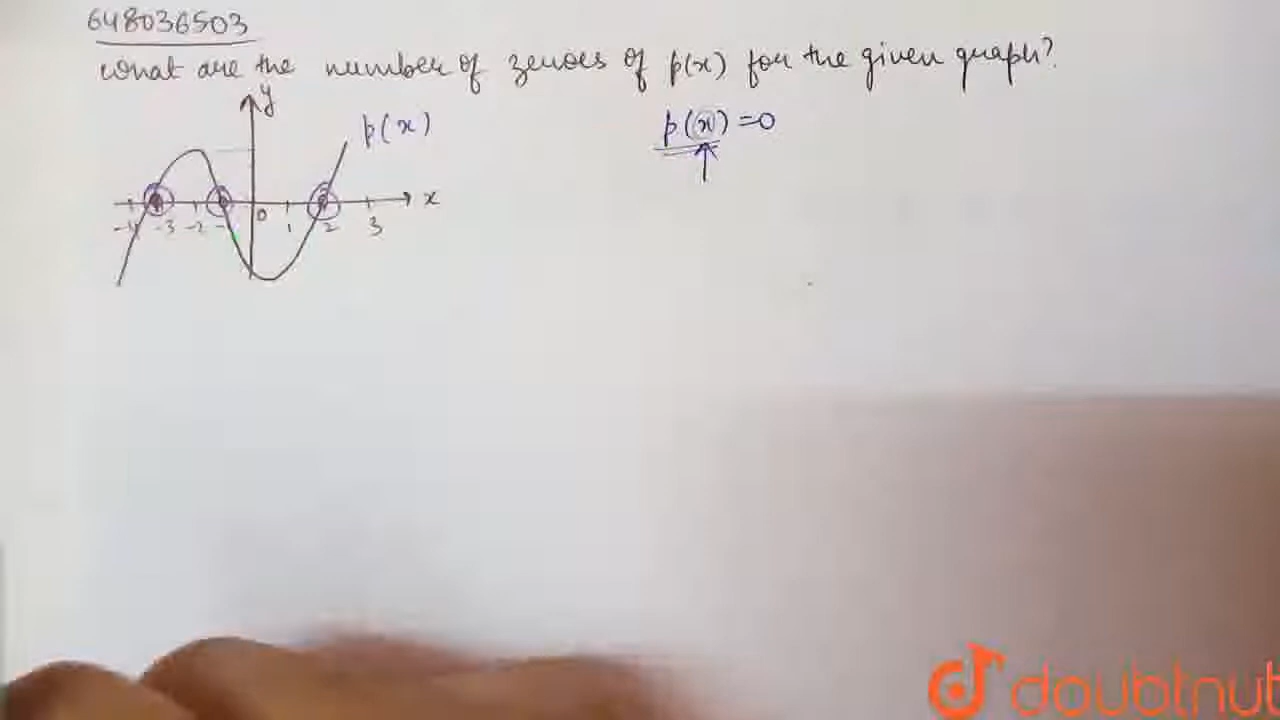 648036503
What are the number of zeroes of p(x) for the given graph?
y
p(x)
p(x) =0
x
-4 -3 -2 -1 0 1 2 3
doubtnut